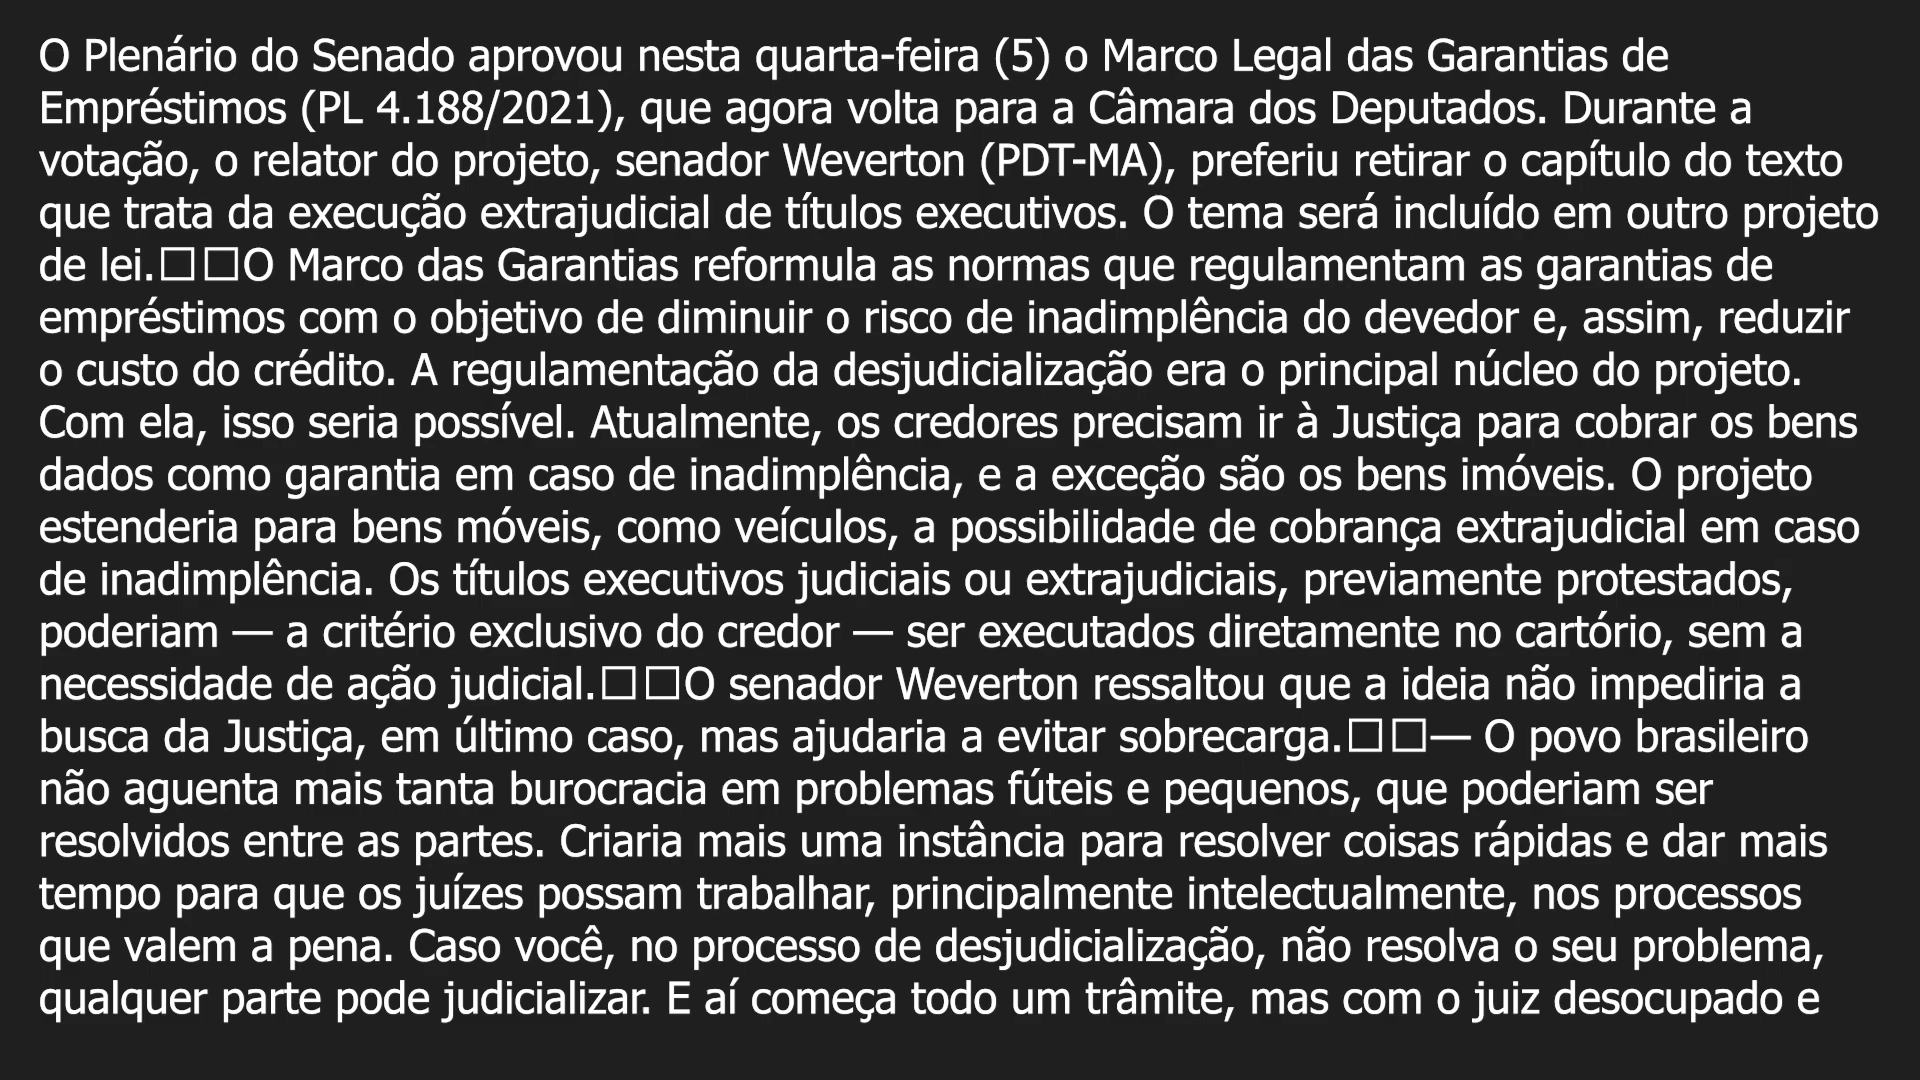 O Plenário do Senado aprovou nesta quarta-feira (5) o Marco Legal das Garantias de
Empréstimos (PL 4.188/2021), que agora volta para a Câmara dos Deputados. Durante a
votação, o relator do projeto, senador Weverton (PDT-MA), preferiu retirar o capítulo do texto
que trata da execução extrajudicial de títulos executivos. O tema será incluído em outro projeto
de lei.□□O Marco das Garantias reformula as normas que regulamentam as garantias de
empréstimos com o objetivo de diminuir o risco de inadimplência do devedor e, assim, reduzir
o custo do crédito. A regulamentação da desjudicialização era o principal núcleo do projeto.
Com ela, isso seria possível. Atualmente, os credores precisam ir à Justiça para cobrar os bens
dados como garantia em caso de inadimplência, e a exceção são os bens imóveis. O projeto
estenderia para bens móveis, como veículos, a possibilidade de cobrança extrajudicial em caso
de inadimplência. Os títulos executivos judiciais ou extrajudiciais, previamente protestados,
poderiam — a critério exclusivo do credor — ser executados diretamente no cartório, sem a
necessidade de ação judicial.□□O senador Weverton ressaltou que a ideia não impediria a
busca da Justiça, em último caso, mas ajudaria a evitar sobrecarga.□□— O povo brasileiro
não aguenta mais tanta burocracia em problemas fúteis e pequenos, que poderiam ser
resolvidos entre as partes. Criaria mais uma instância para resolver coisas rápidas e dar mais
tempo para que os juízes possam trabalhar, principalmente intelectualmente, nos processos
que valem a pena. Caso você, no processo de desjudicialização, não resolva o seu problema,
qualquer parte pode judicializar. E aí começa todo um trâmite, mas com o juiz desocupado e